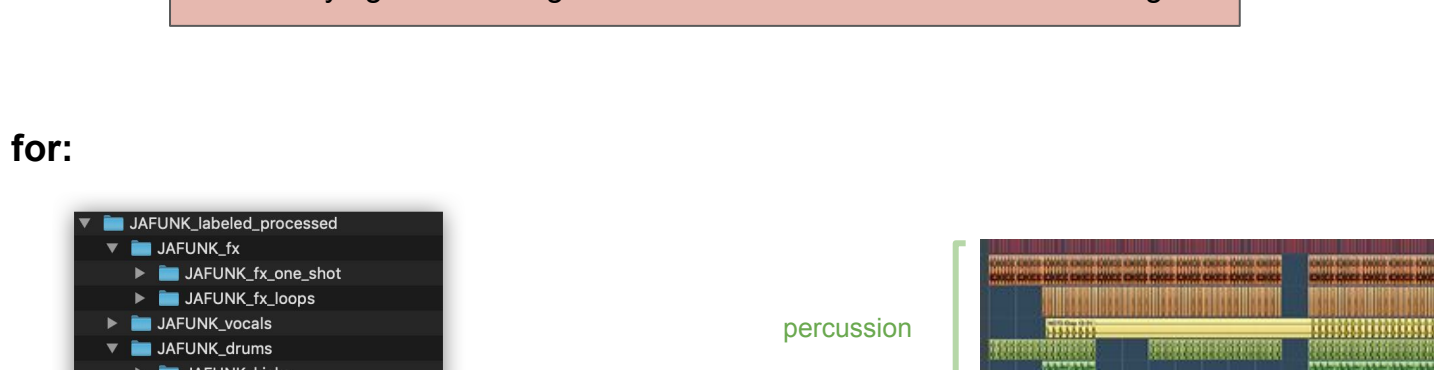 for:
JAFUNK_labeled_processed
JAFUNK_fx
JAFUNK_fx_one_shot
JAFUNK_fx_loops
JAFUNK_vocals
JAFUNK_drums
percussion